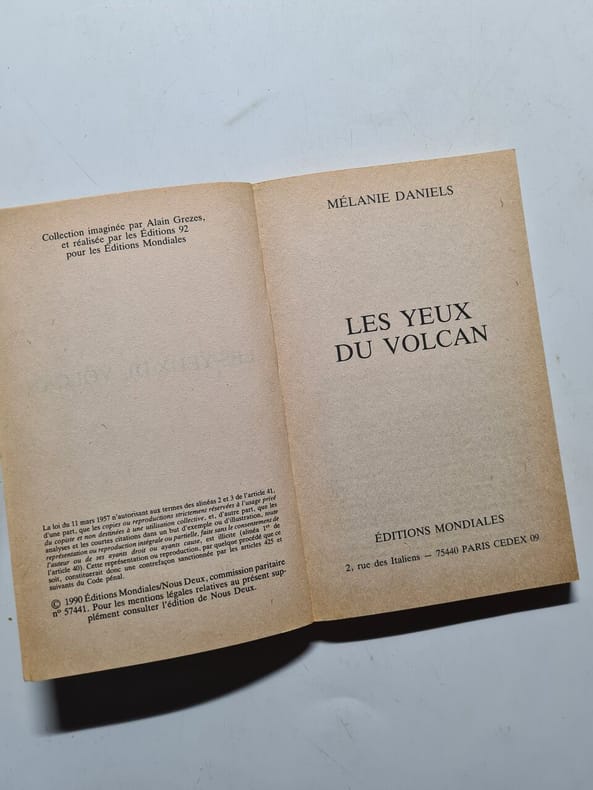 Collection imaginée par Alain Grezes,
et réalisée par les Éditions 92
pour les Éditions Mondiales
La loi du 11 mars 1957 n'autorisant aux termes des alinéas 2 et 3 de l'article 41,
d'une part, que les copies ou reproductions strictement réservées à l'usage privé
du copiste et non destinées à une utilisation collective, et, d'autre part, que les
analyses et les courtes citations dans un but d'exemple ou d'illustration, toute
représentation ou reproduction intégrale ou partielle, faite sans le consentement de
l'auteur ou de ses ayants droit ou ayants cause, est illicite (alinéa 1er de
l'article 40). Cette représentation ou reproduction, par quelque procédé que ce
soit, constituerait donc une contrefaçon sanctionnée par les articles 425 et
suivants du Code pénal.
© 1990 Éditions Mondiales/Nous Deux, commission paritaire
n° 57441. Pour les mentions légales relatives au présent sup-
plément consulter l'édition de Nous Deux.
MÉLANIE DANIELS
LES YEUX
DU VOLCAN
ÉDITIONS MONDIALES
2, rue des Italiens — 75440 PARIS CEDEX 09